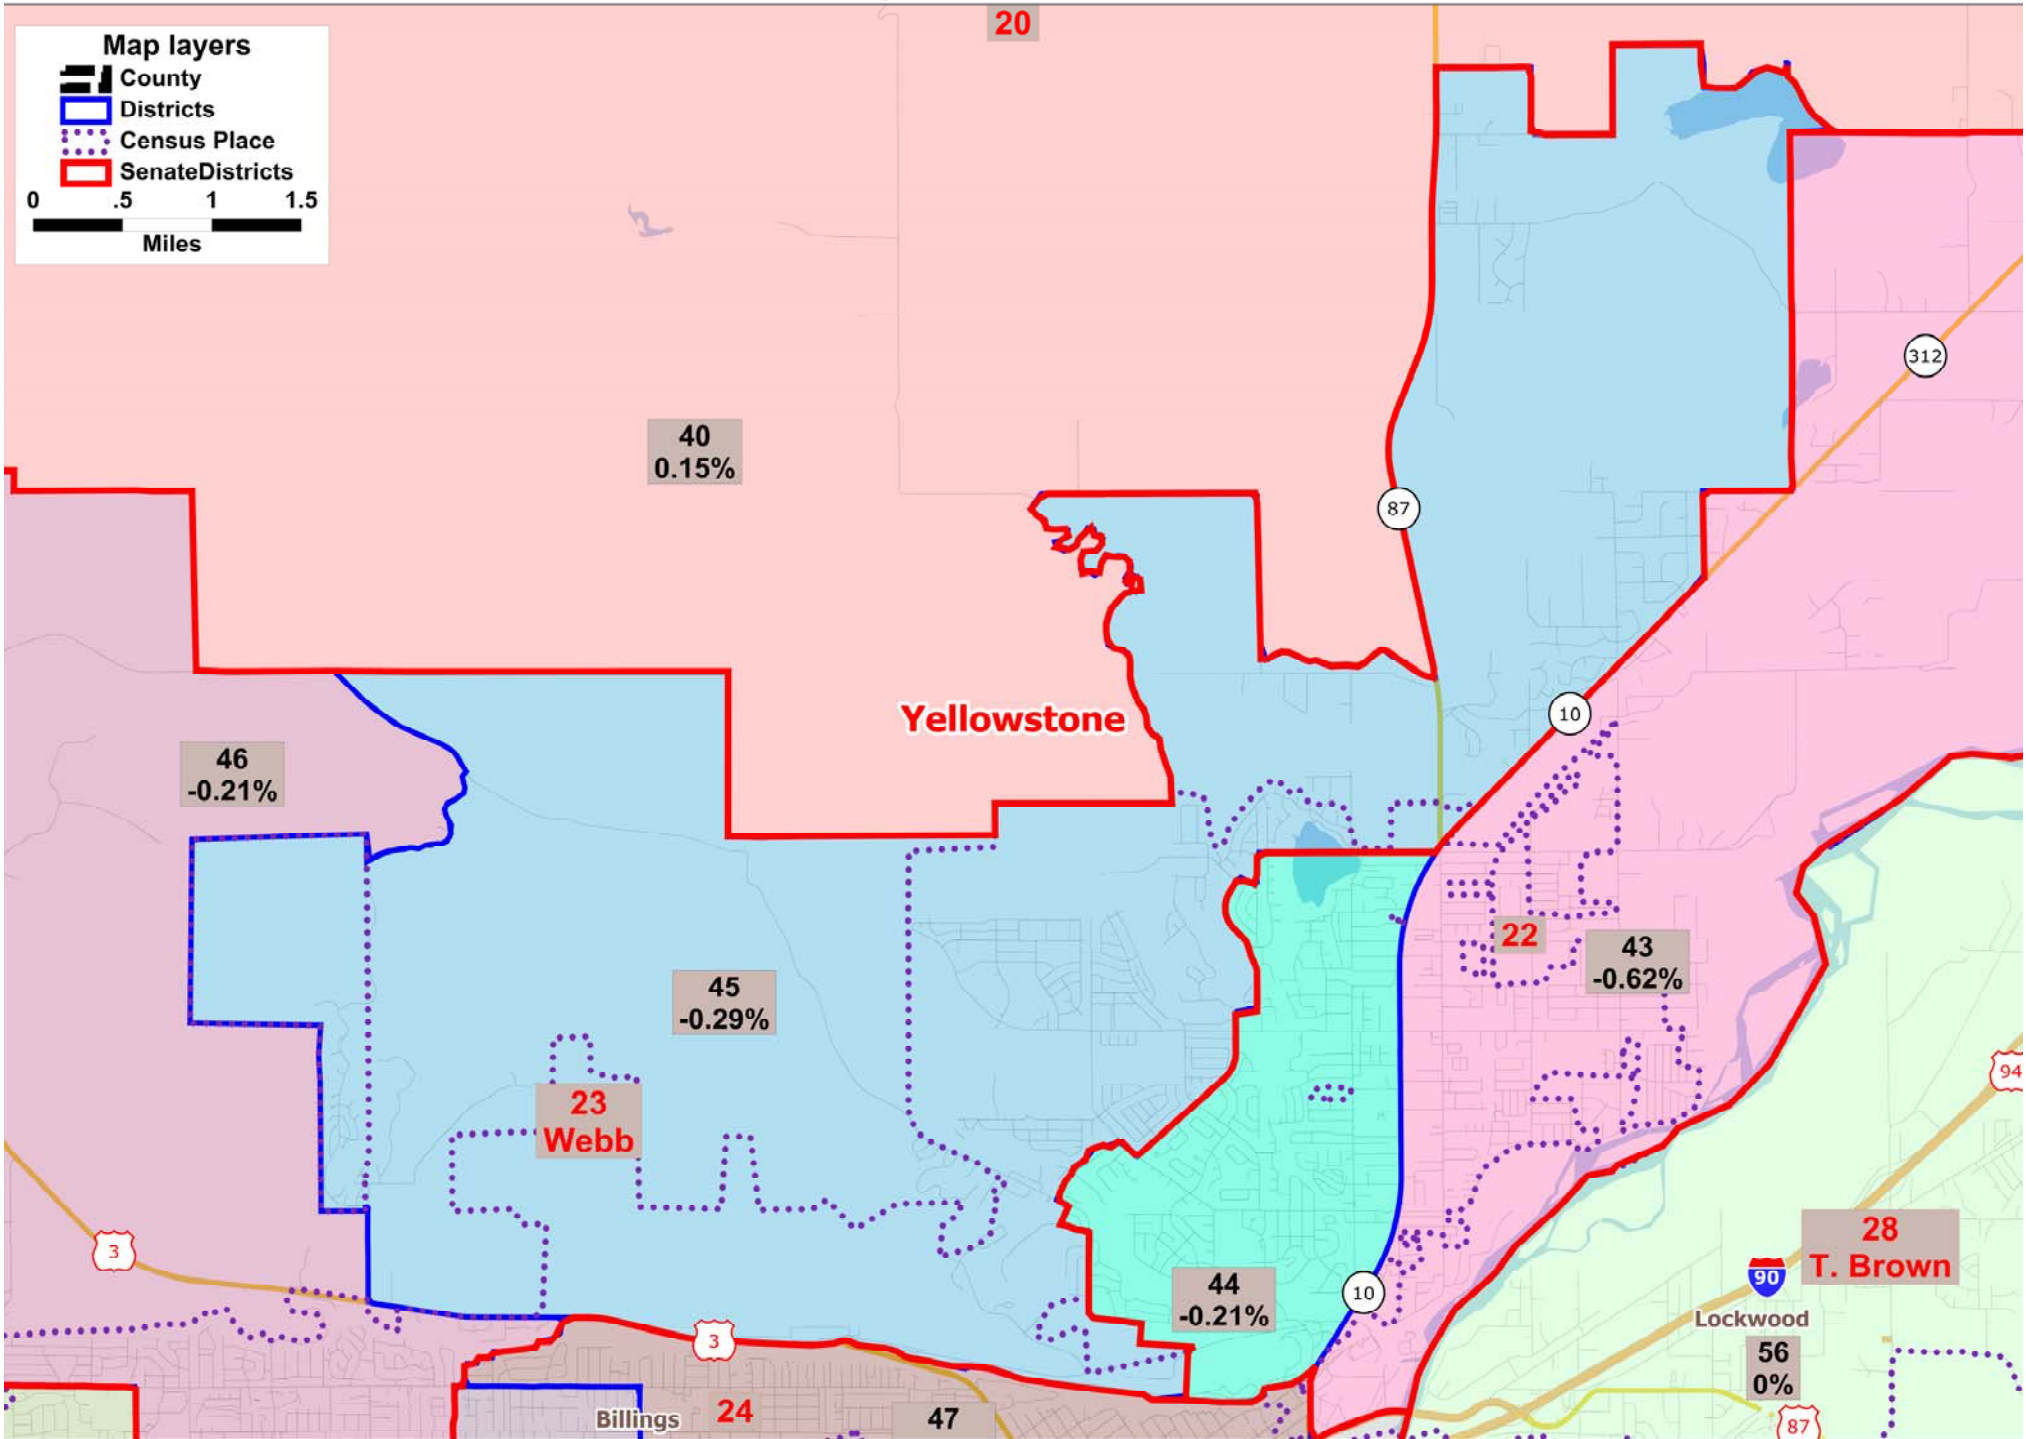 20
Map layers
County
Districts
Census Place
SenateDistricts
0 .5 1 1.5
Miles
312
40
0.15%
87
Yellowstone
10
46
-0.21%
22
43
-0.62%
45
-0.29%
94
23
Webb
3
28
T. Brown
90
44
-0.21%
10
Lockwood
3
56
0%
Billings
24
47
87